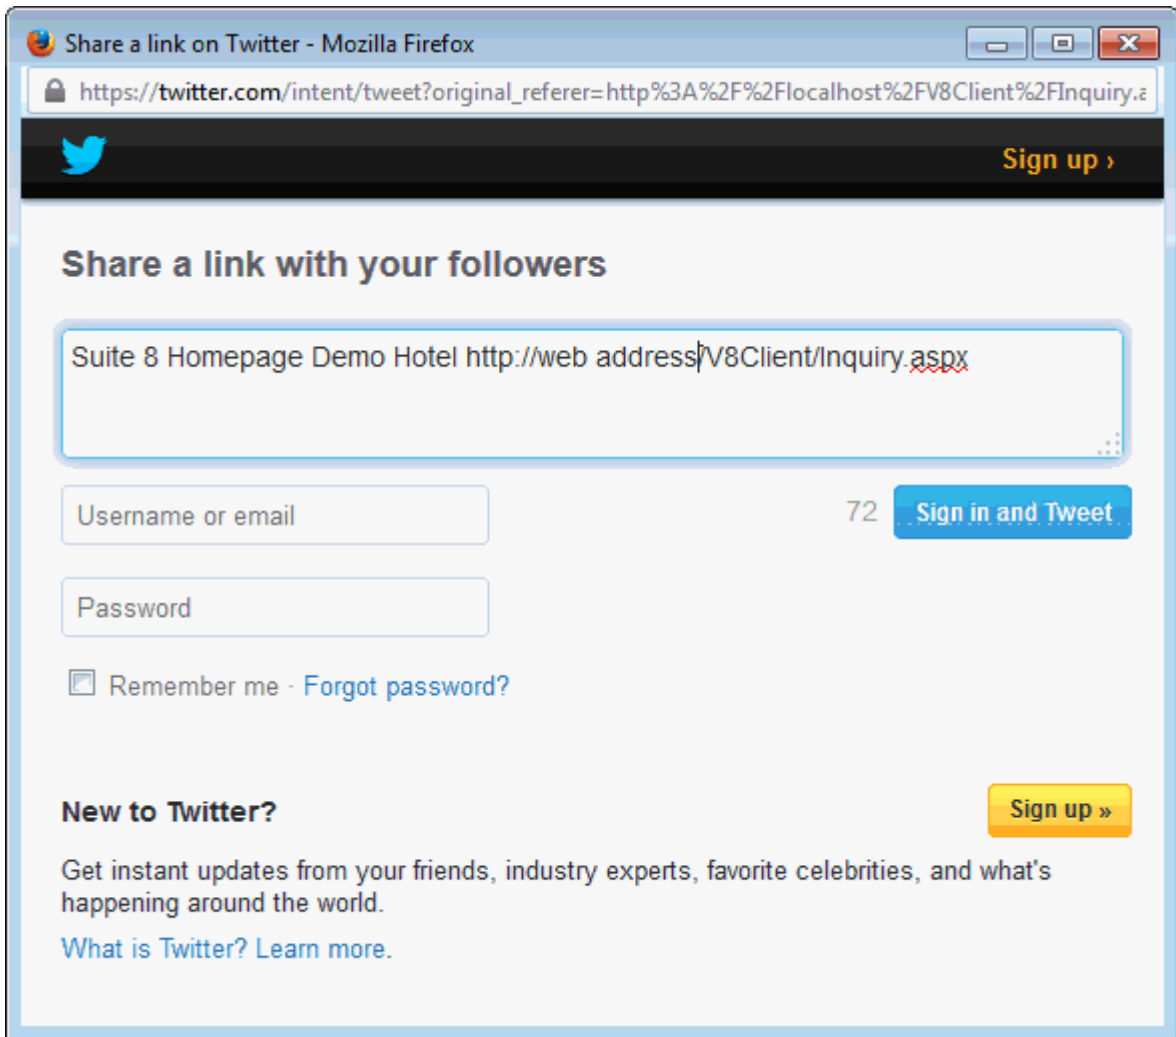 Share a link on Twitter - Mozilla Firefox
https://twitter.com/intent/tweet?original_referer=http%3A%2F%2Flocalhost%2FV8Client%2FInquiry.a
Sign up ›
Share a link with your followers
Suite 8 Homepage Demo Hotel http://web address/V8Client/Inquiry.aspx
Username or email
72 Sign in and Tweet
Password
Remember me · Forgot password?
New to Twitter?
Sign up »
Get instant updates from your friends, industry experts, favorite celebrities, and what's
happening around the world.
What is Twitter? Learn more.